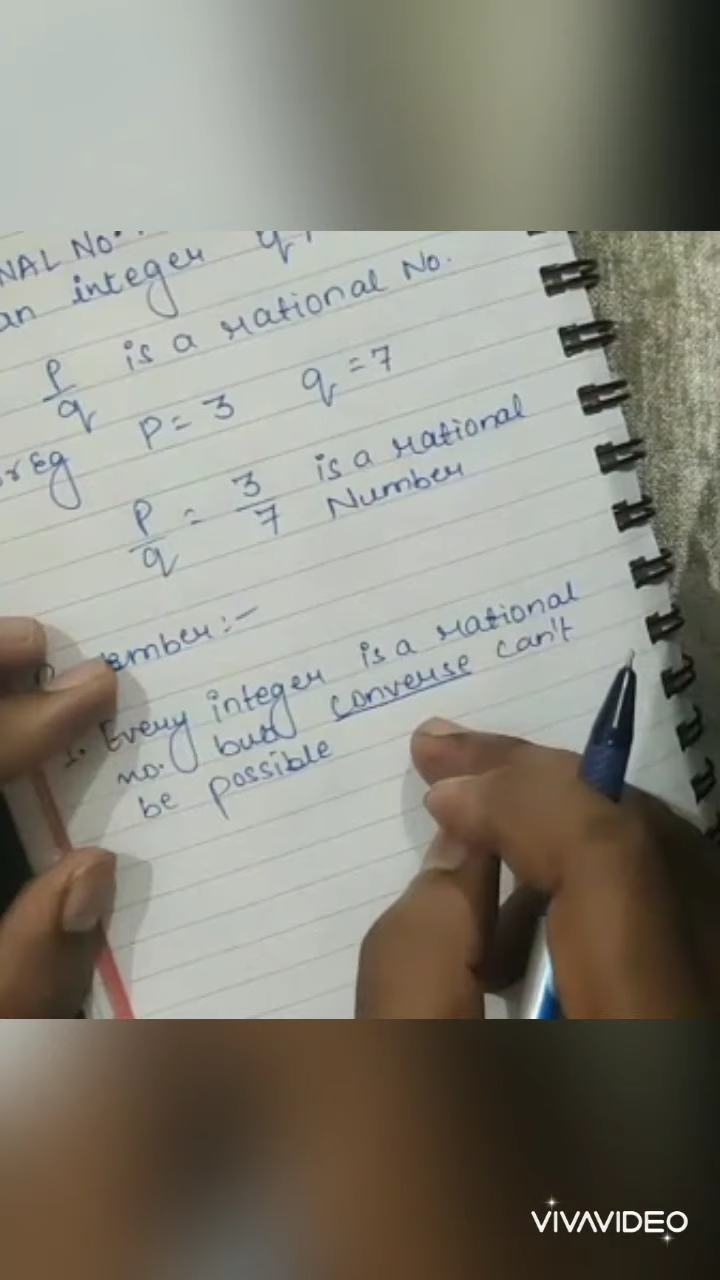 NAL NO.
an integer q,
p/q is a rational No.
eg p = 3 q = 7
p/q = 3/7 is a rational
Number
ember :-
1. Every integer is a rational
no. but converse can't
be possible
VIVAVIDEO